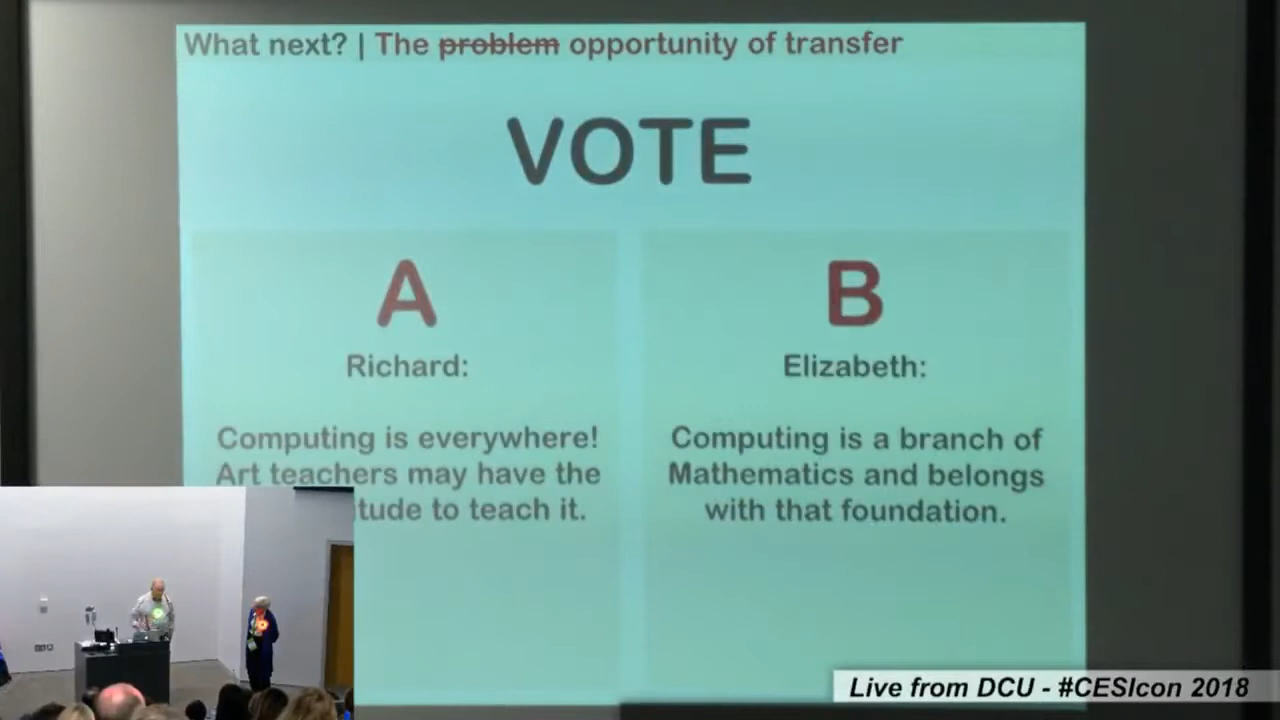 What next? | The problem opportunity of transfer
VOTE
A
Richard:
Computing is everywhere!
Art teachers may have the
to teach it.
B
Elizabeth:
Computing is a branch of
Mathematics and belongs
with that foundation.
Live from DCU - #CESIcon 2018